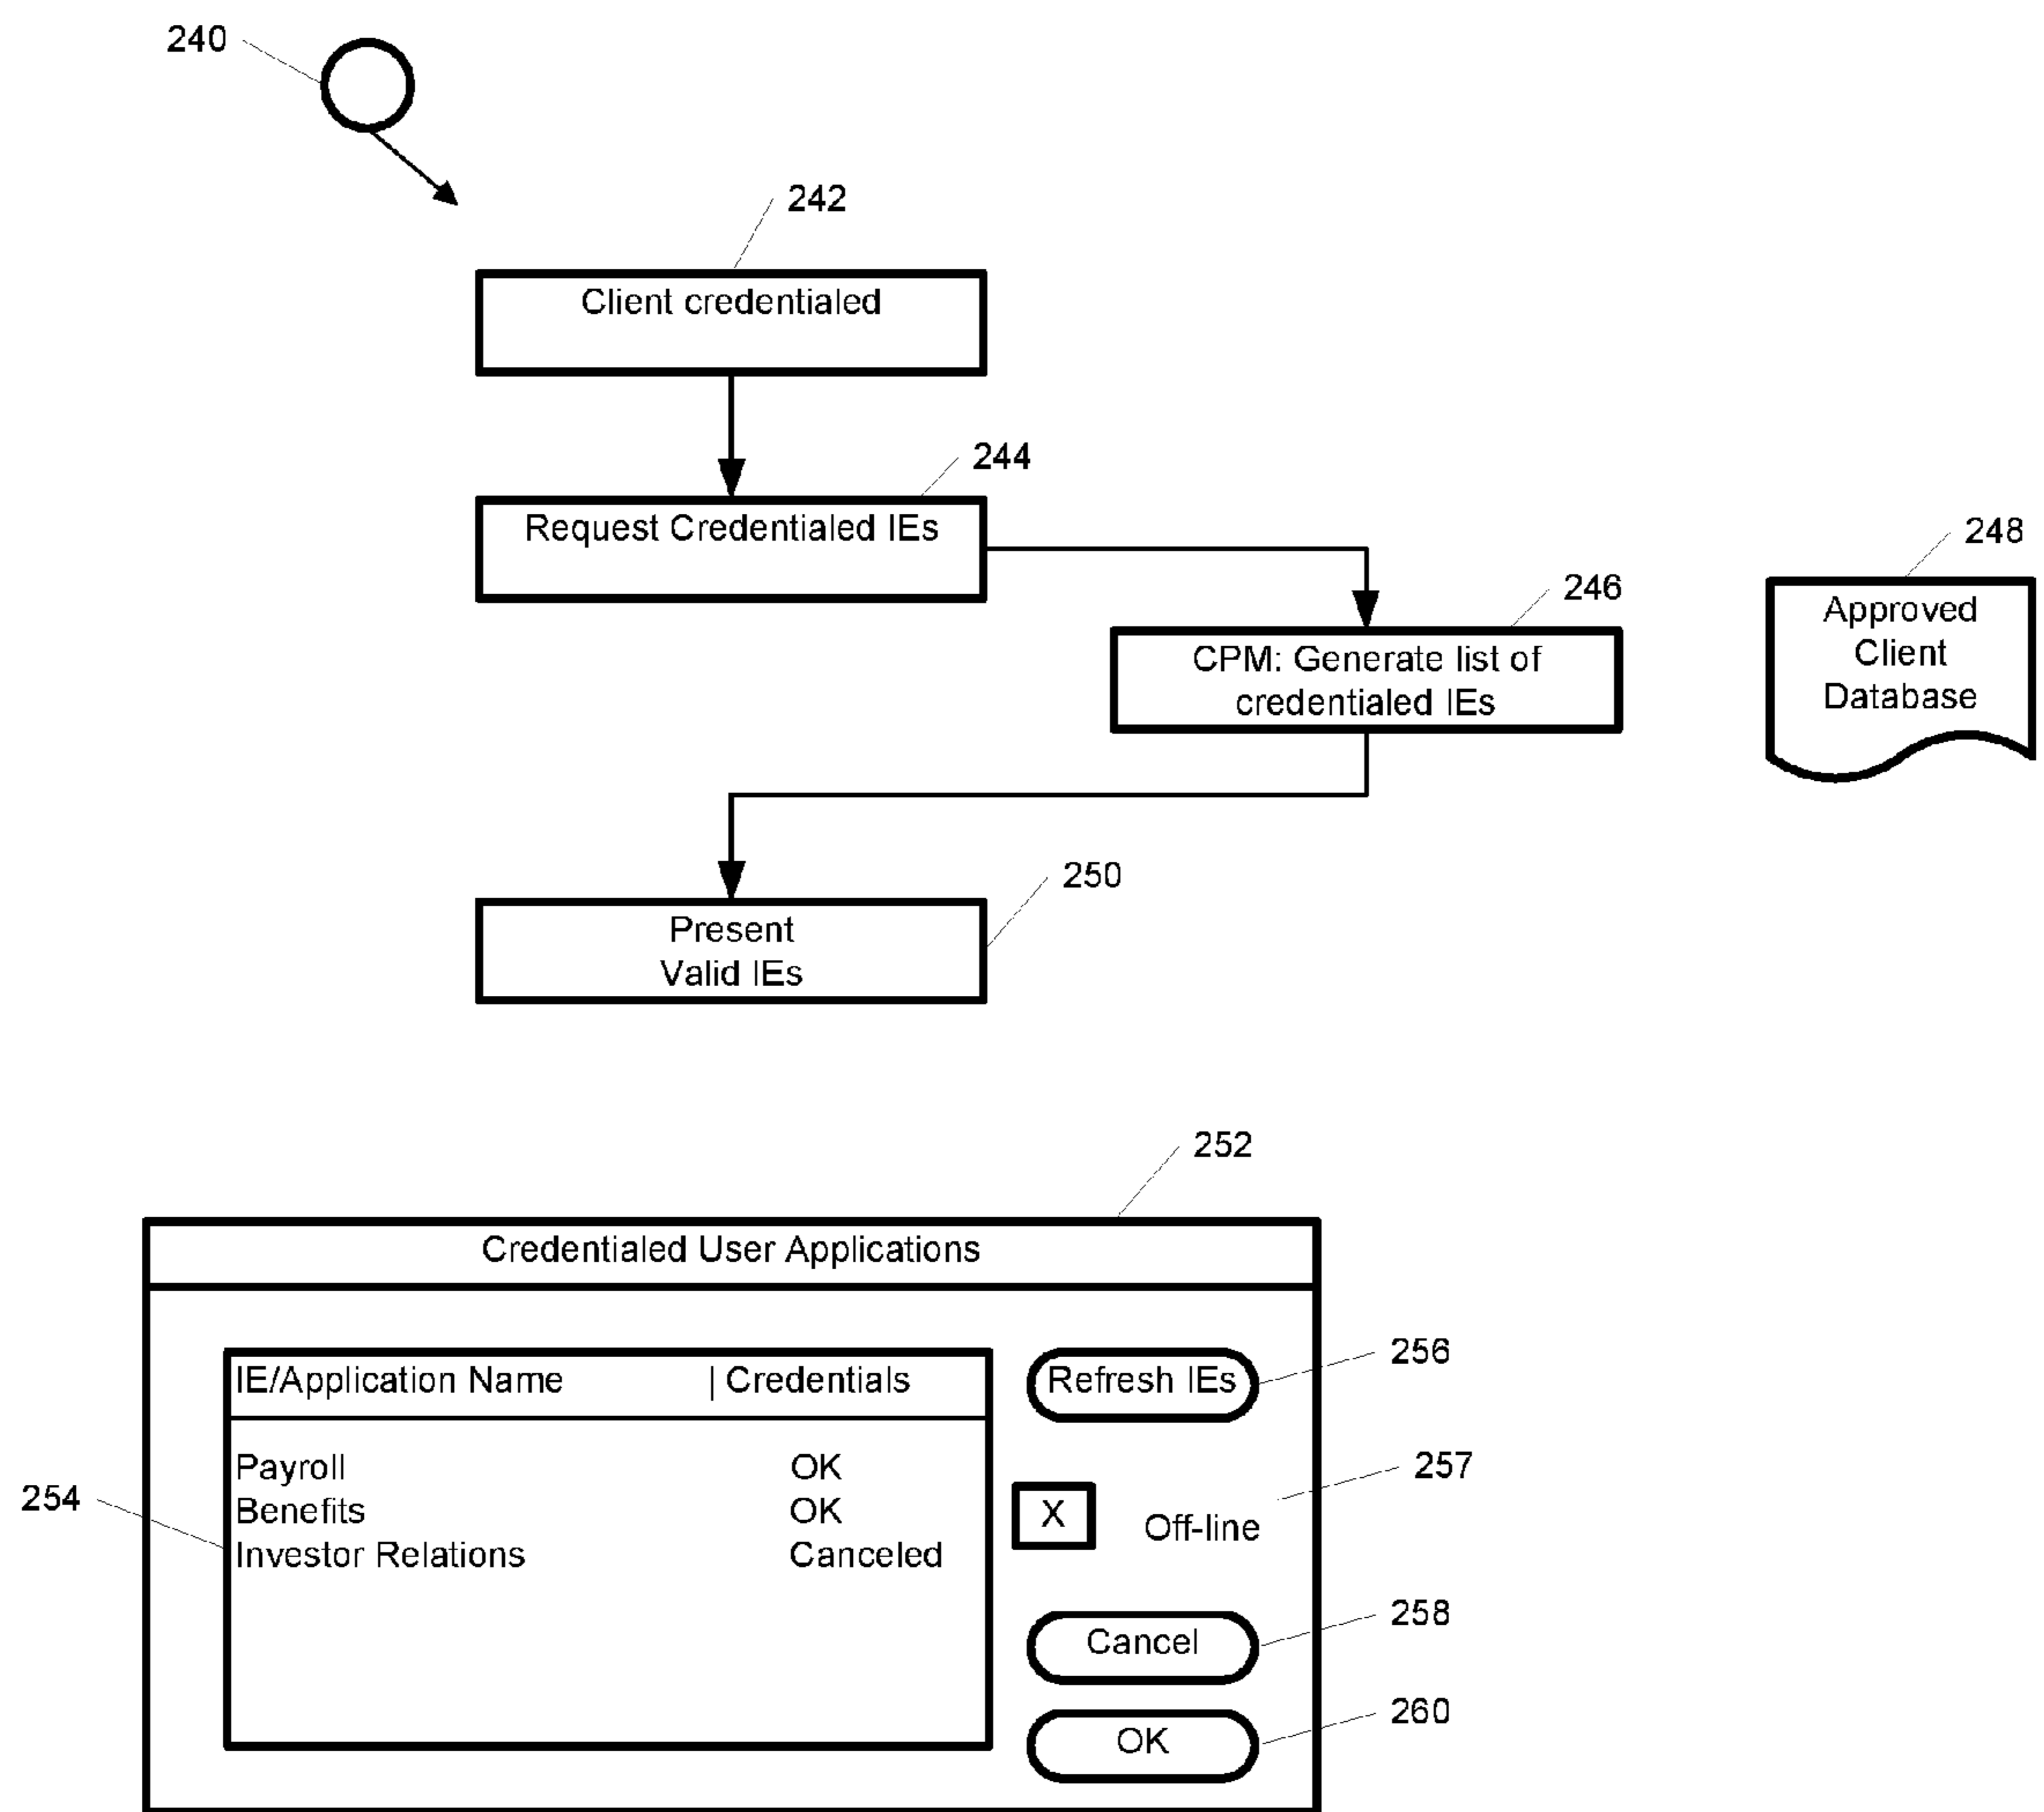 240
242
Client credentialed
244
Request Credentialed IEs
248
246
Approved
Client
Database
CPM: Generate list of
credentialed IEs
250
Present
Valid IEs
252
Credentialed User Applications
IE/Application Name | Credentials
Refresh IEs
256
Payroll OK
Benefits OK
Investor Relations Canceled
254
X Off-line
257
Cancel
258
OK
260